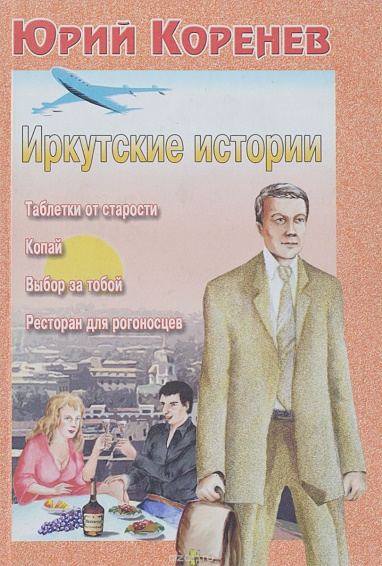 Юрий Коренев
Иркутские истории
Таблетки от старости
Копай
Выбор за тобой
Ресторан для рогоносцев